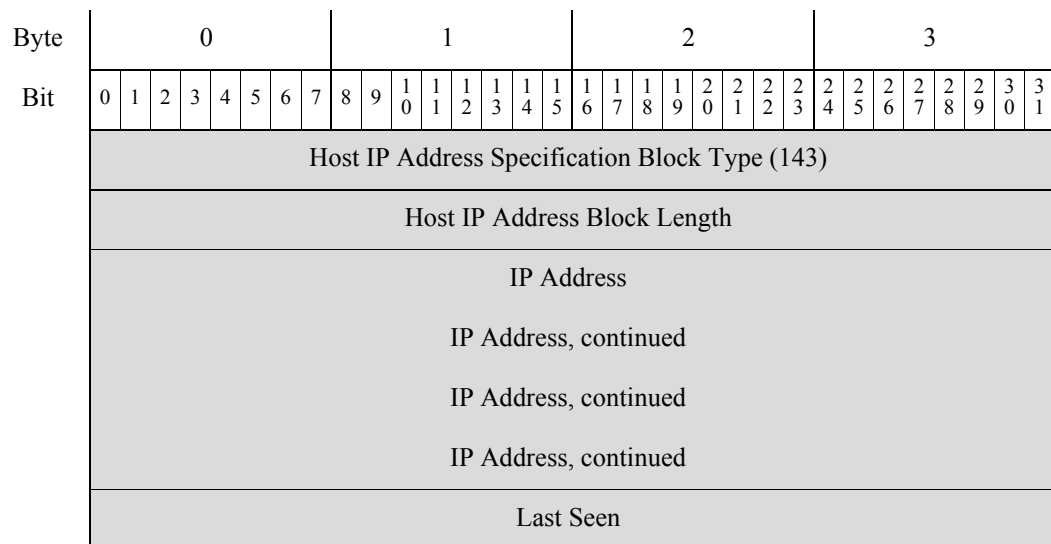 Byte 0 1 2 3
Bit 0 1 2 3 4 5 6 7 8 9 10 11 12 13 14 15 16 17 18 19 20 21 22 23 24 25 26 27 28 29 30 31
Host IP Address Specification Block Type (143)
Host IP Address Block Length
IP Address
IP Address, continued
IP Address, continued
IP Address, continued
Last Seen